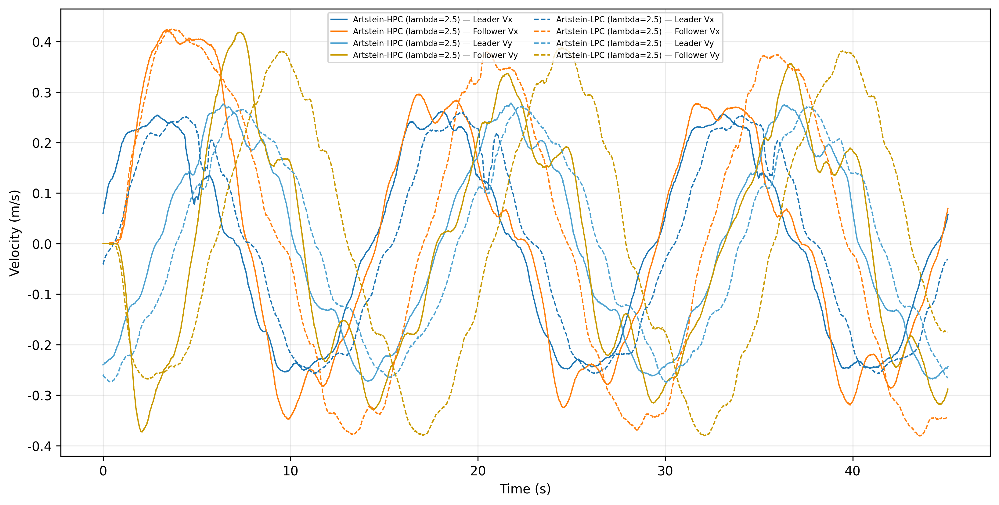 Artstein-HPC (lambda=2.5) — Leader Vx
Artstein-HPC (lambda=2.5) — Follower Vx
Artstein-HPC (lambda=2.5) — Leader Vy
Artstein-HPC (lambda=2.5) — Follower Vy
Artstein-LPC (lambda=2.5) — Leader Vx
Artstein-LPC (lambda=2.5) — Follower Vx
Artstein-LPC (lambda=2.5) — Leader Vy
Artstein-LPC (lambda=2.5) — Follower Vy
Velocity (m/s)
0.4
0.3
0.2
0.1
0.0
-0.1
-0.2
-0.3
-0.4
0
10
20
30
40
Time (s)